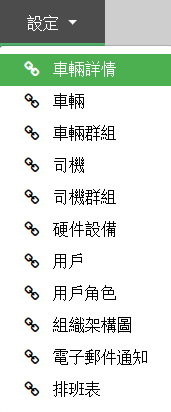 設定
車輛詳情
車輛
車輛群組
司機
司機群組
硬件設備
用戶
用戶角色
組織架構圖
電子郵件通知
排班表